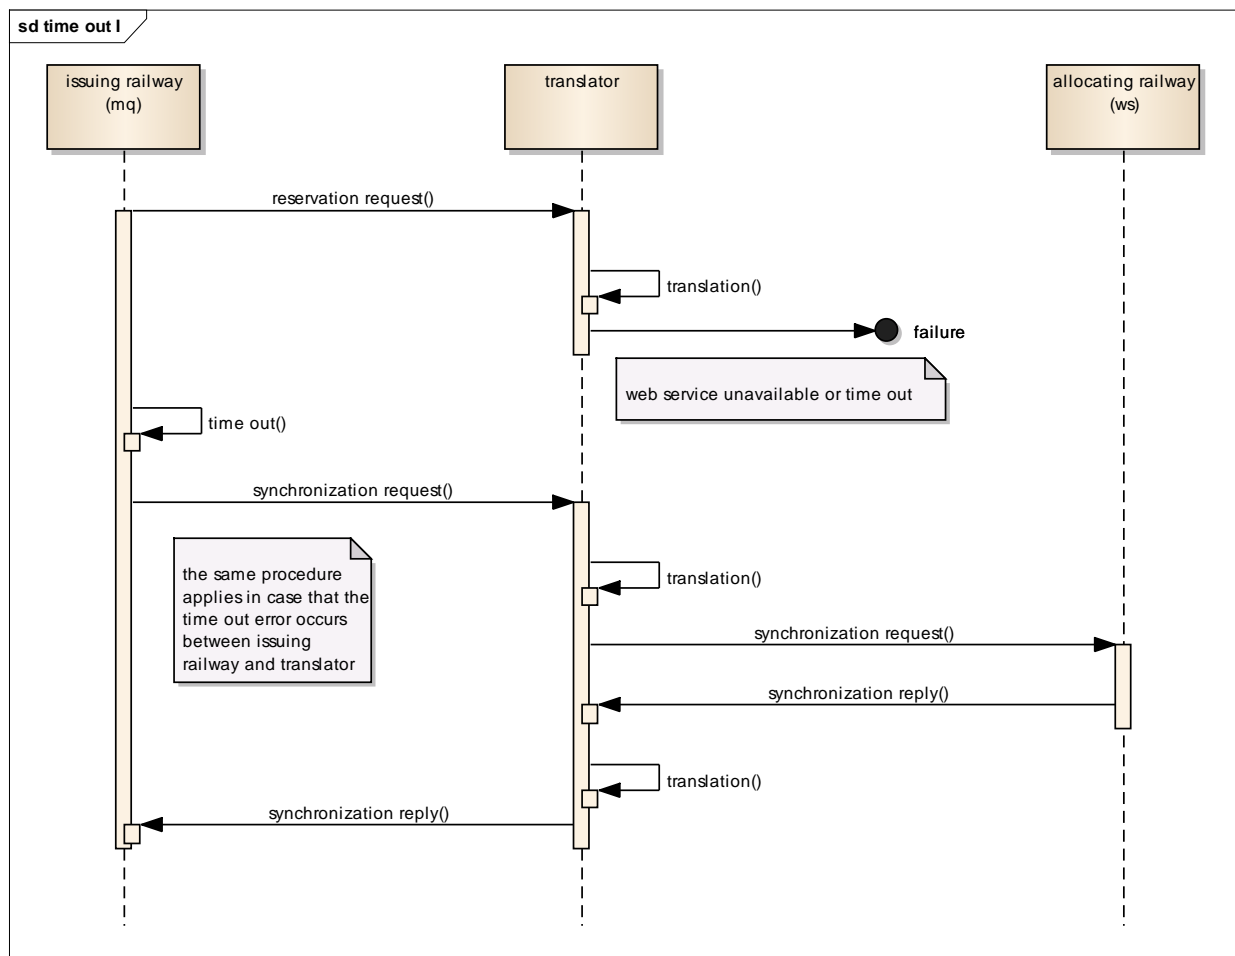 sd time out I
issuing railway
(mq)
translator
allocating railway
(ws)
reservation request()
translation()
failure
web service unavailable or time out
time out()
synchronization request()
the same procedure
applies in case that the
time out error occurs
between issuing
railway and translator
translation()
synchronization request()
synchronization reply()
translation()
synchronization reply()